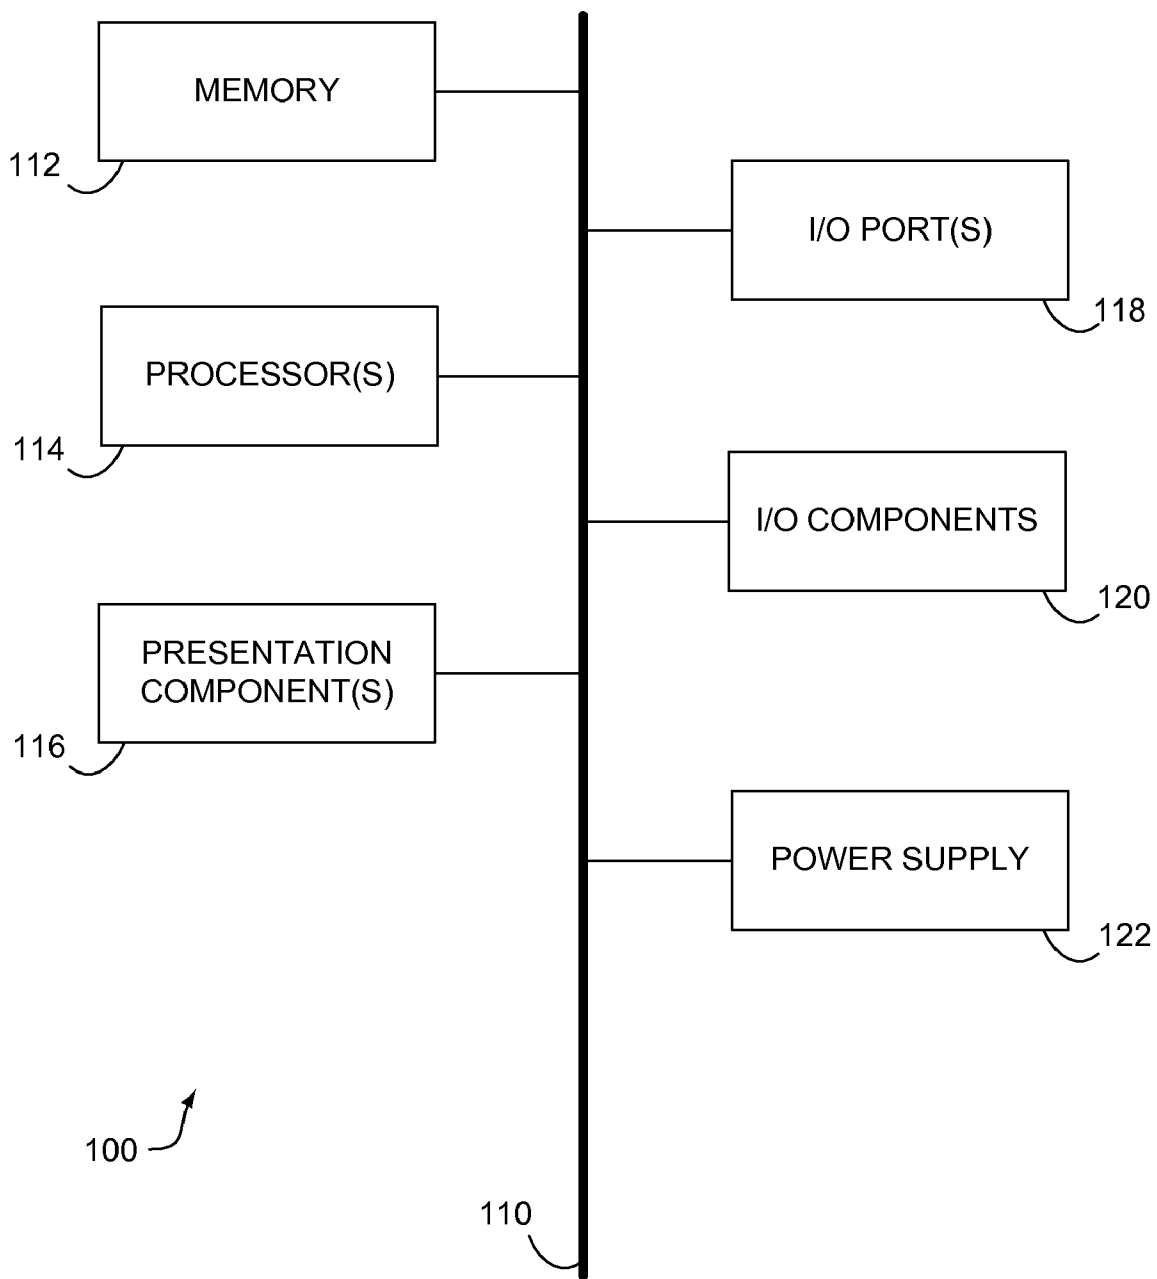 MEMORY
112
I/O PORT(S)
118
PROCESSOR(S)
114
I/O COMPONENTS
120
PRESENTATION
COMPONENT(S)
116
POWER SUPPLY
122
100
110